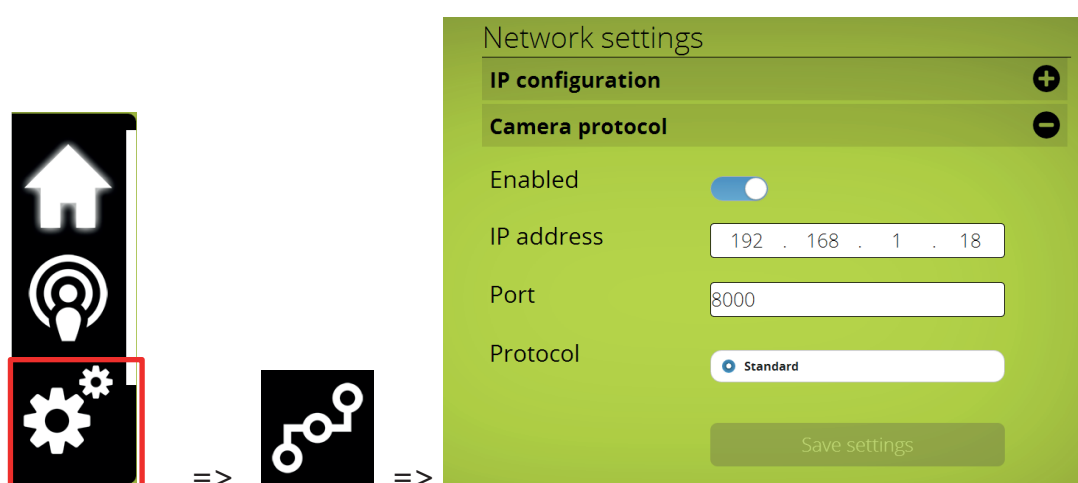 Network settings
IP configuration
Camera protocol
Enabled
IP address 192 . 168 . 1 . 18
Port 8000
Protocol Standard
Save settings
=> =>